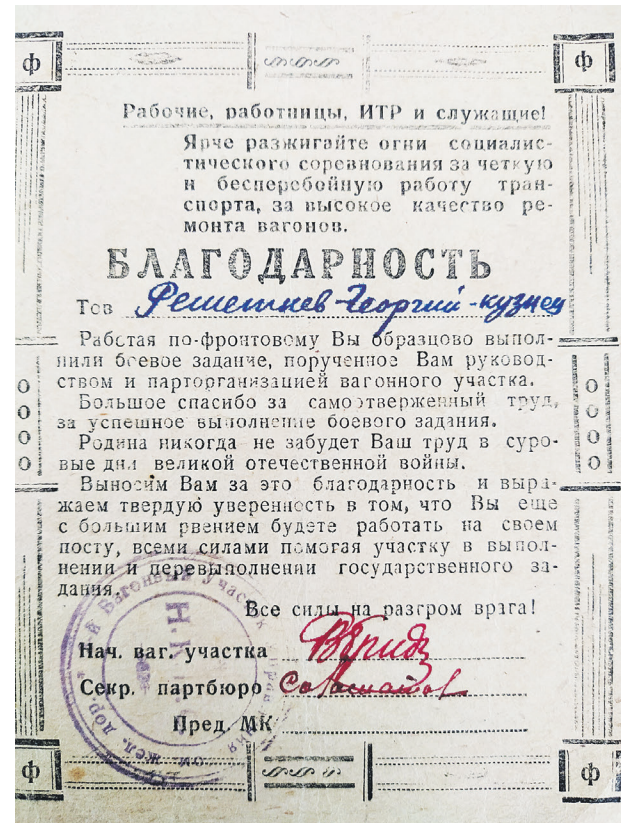 ф ф
Рабочие, работницы, ИТР и служащие!
Ярче разжигайте огни социалис-
тического соревнования за четкую
и бесперебойную работу тран-
спорта, за высокое качество ре-
монта вагонов.
БЛАГОДАРНОСТЬ
Тов Решетнев Георгий - кузнец
Работая по-фронтовому Вы образцово выпол-
нили боевое задание, порученное Вам руковод-
ством и парторганизацией вагонного участка.
Большое спасибо за самоотверженный труд,
за успешное выполнение боевого задания.
Родина никогда не забудет Ваш труд в суро-
вые дни великой отечественной войны.
Выносим Вам за это благодарность и выра-
жаем твердую уверенность в том, что Вы еще
с большим рвением будете работать на своем
посту, всеми силами помогая участку в выпол-
нении и перевыполнении государственного за-
дания.
Все силы на разгром врага!
Нач. ваг. участка
Секр. партбюро
Пред. МК
й Вагонный Участок
жел. дор.
ф ф